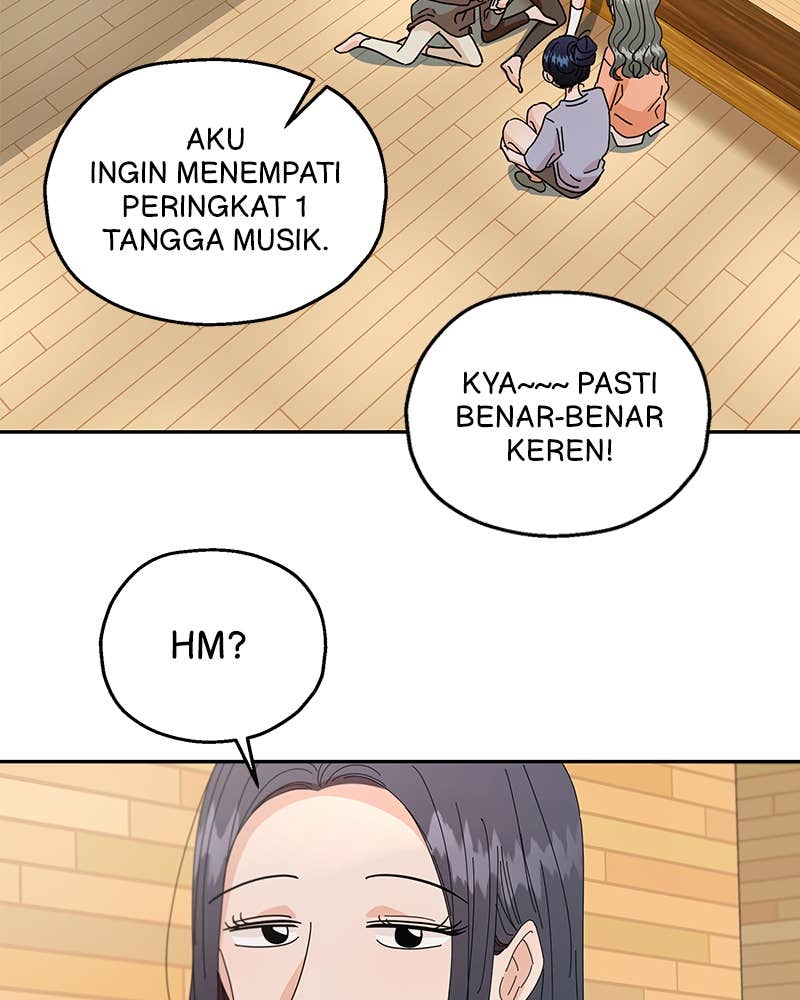 AKU
INGIN MENEMPATI
PERINGKAT 1
TANGGA MUSIK.
KYA~~~ PASTI
BENAR-BENAR
KEREN!
HM?